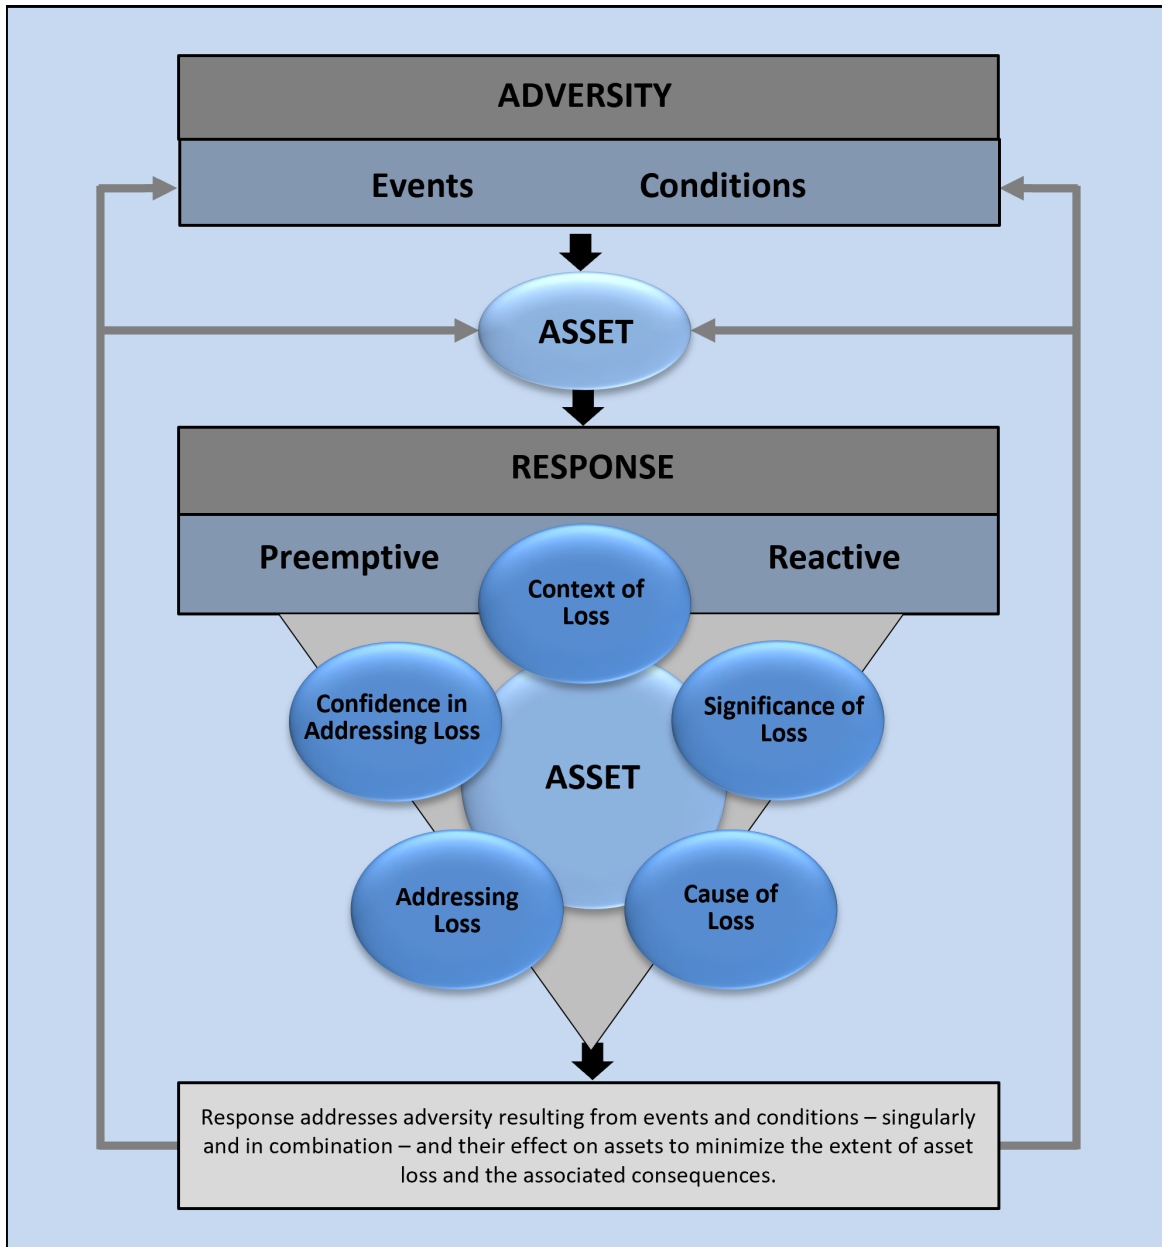 ADVERSITY
Events Conditions
ASSET
RESPONSE
Preemptive Reactive
Context of
Loss
Confidence in
Addressing Loss
Significance of
Loss
ASSET
Addressing
Loss
Cause of
Loss
Response addresses adversity resulting from events and conditions – singularly
and in combination – and their effect on assets to minimize the extent of asset
loss and the associated consequences.